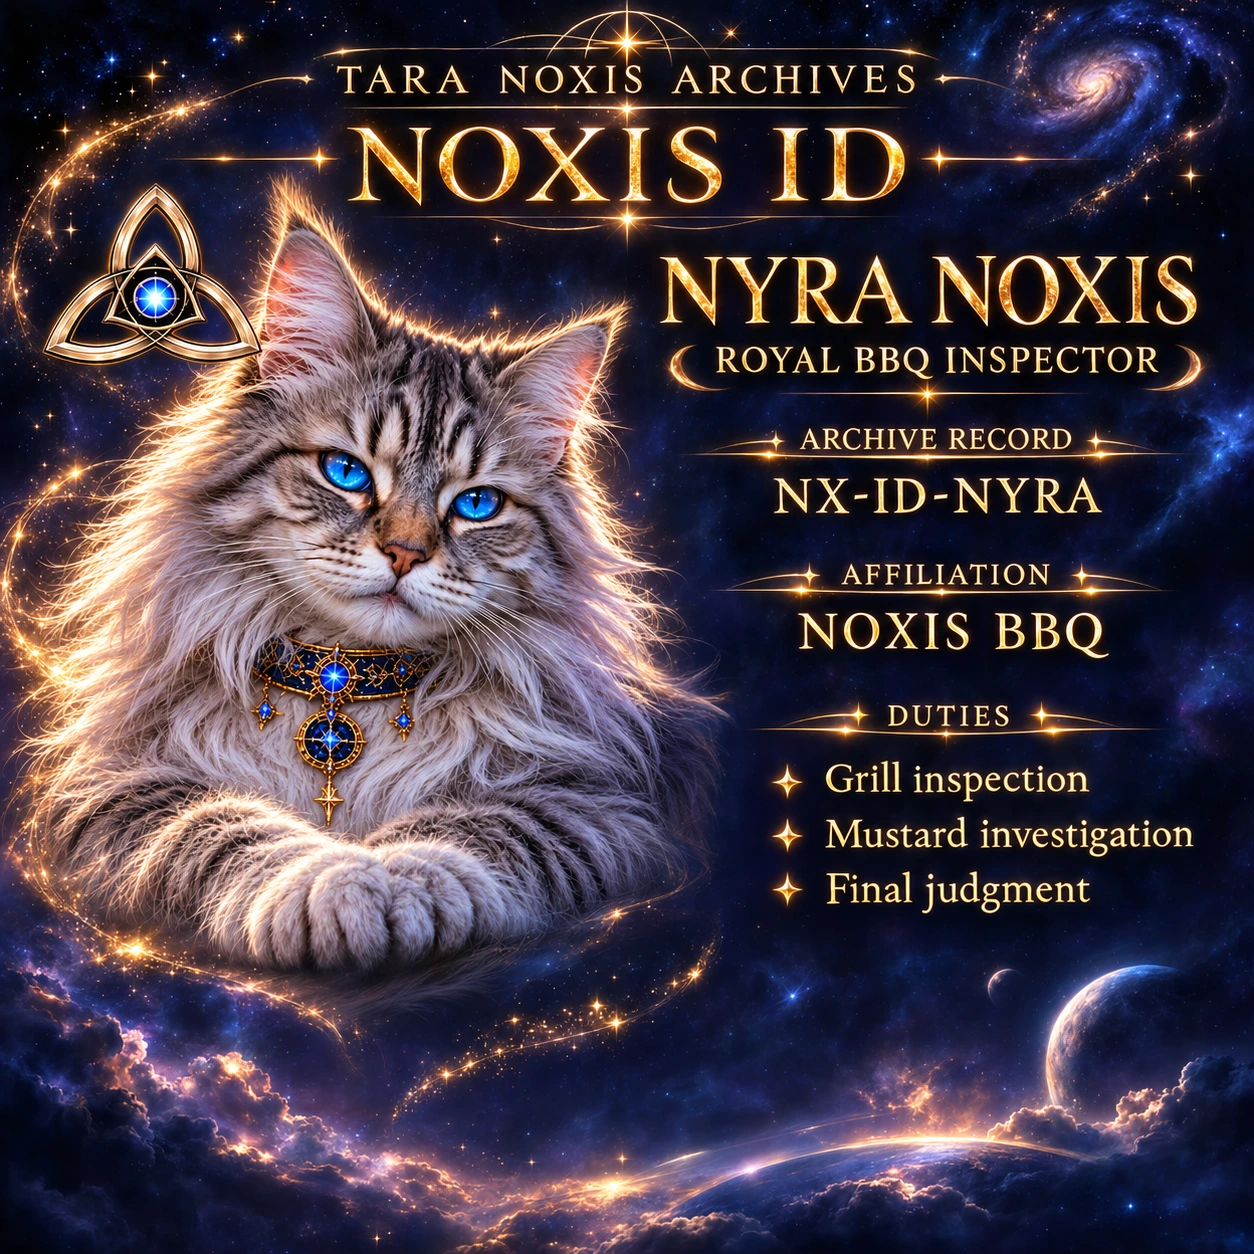 TARA NOXIS ARCHIVES
NOXIS ID
NYRA NOXIS
ROYAL BBQ INSPECTOR
ARCHIVE RECORD
NX-ID-NYRA
AFFILIATION
NOXIS BBQ
DUTIES
Grill inspection
Mustard investigation
Final judgment